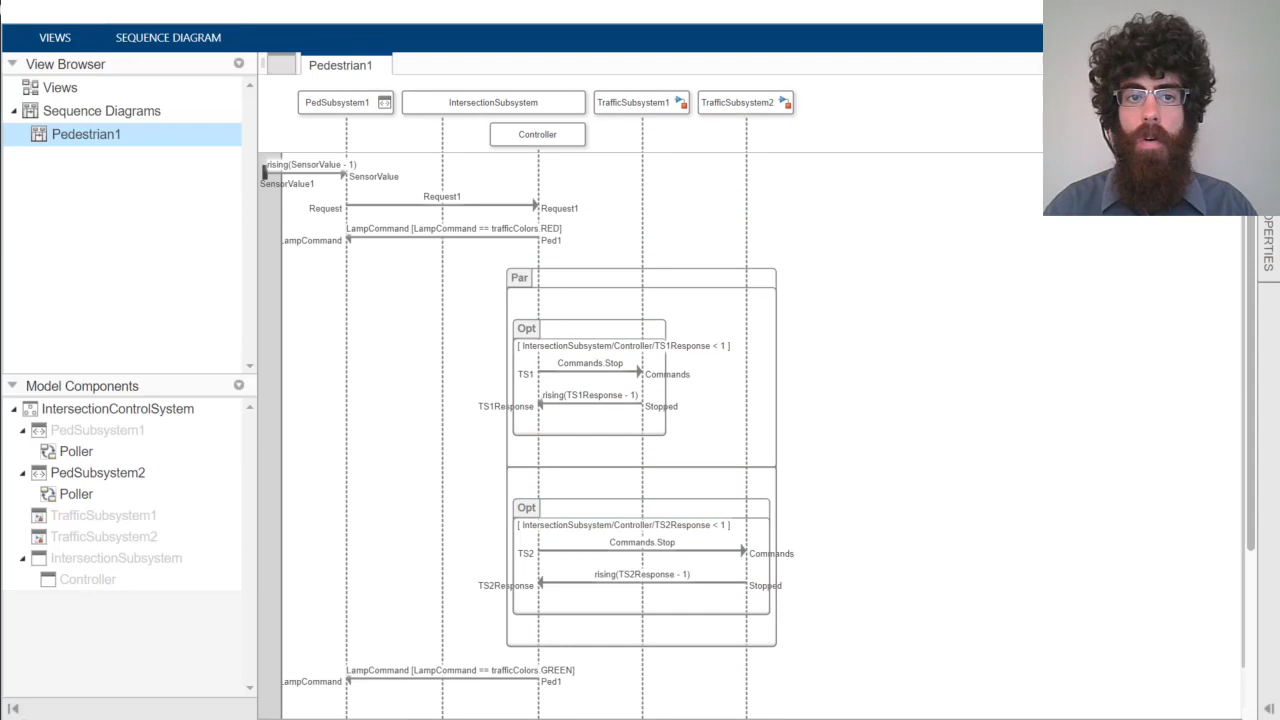 VIEWS SEQUENCE DIAGRAM
View Browser
Views
Sequence Diagrams
Pedestrian1
Model Components
IntersectionControlSystem
PedSubsystem1
Poller
PedSubsystem2
Poller
TrafficSubsystem1
TrafficSubsystem2
IntersectionSubsystem
Controller
Pedestrian1
PedSubsystem1 IntersectionSubsystem TrafficSubsystem1 TrafficSubsystem2
Controller
rising(SensorValue - 1)
SensorValue
SensorValue1
Request1
Request Request1
LampCommand [LampCommand == trafficColors.RED]
LampCommand Ped1
Par
Opt
[ IntersectionSubsystem/Controller/TS1Response < 1 ]
Commands.Stop
TS1 Commands
rising(TS1Response - 1)
TS1Response Stopped
Opt
[ IntersectionSubsystem/Controller/TS2Response < 1 ]
Commands.Stop
TS2 Commands
rising(TS2Response - 1)
TS2Response Stopped
LampCommand [LampCommand == trafficColors.GREEN]
LampCommand Ped1
PROPERTIES